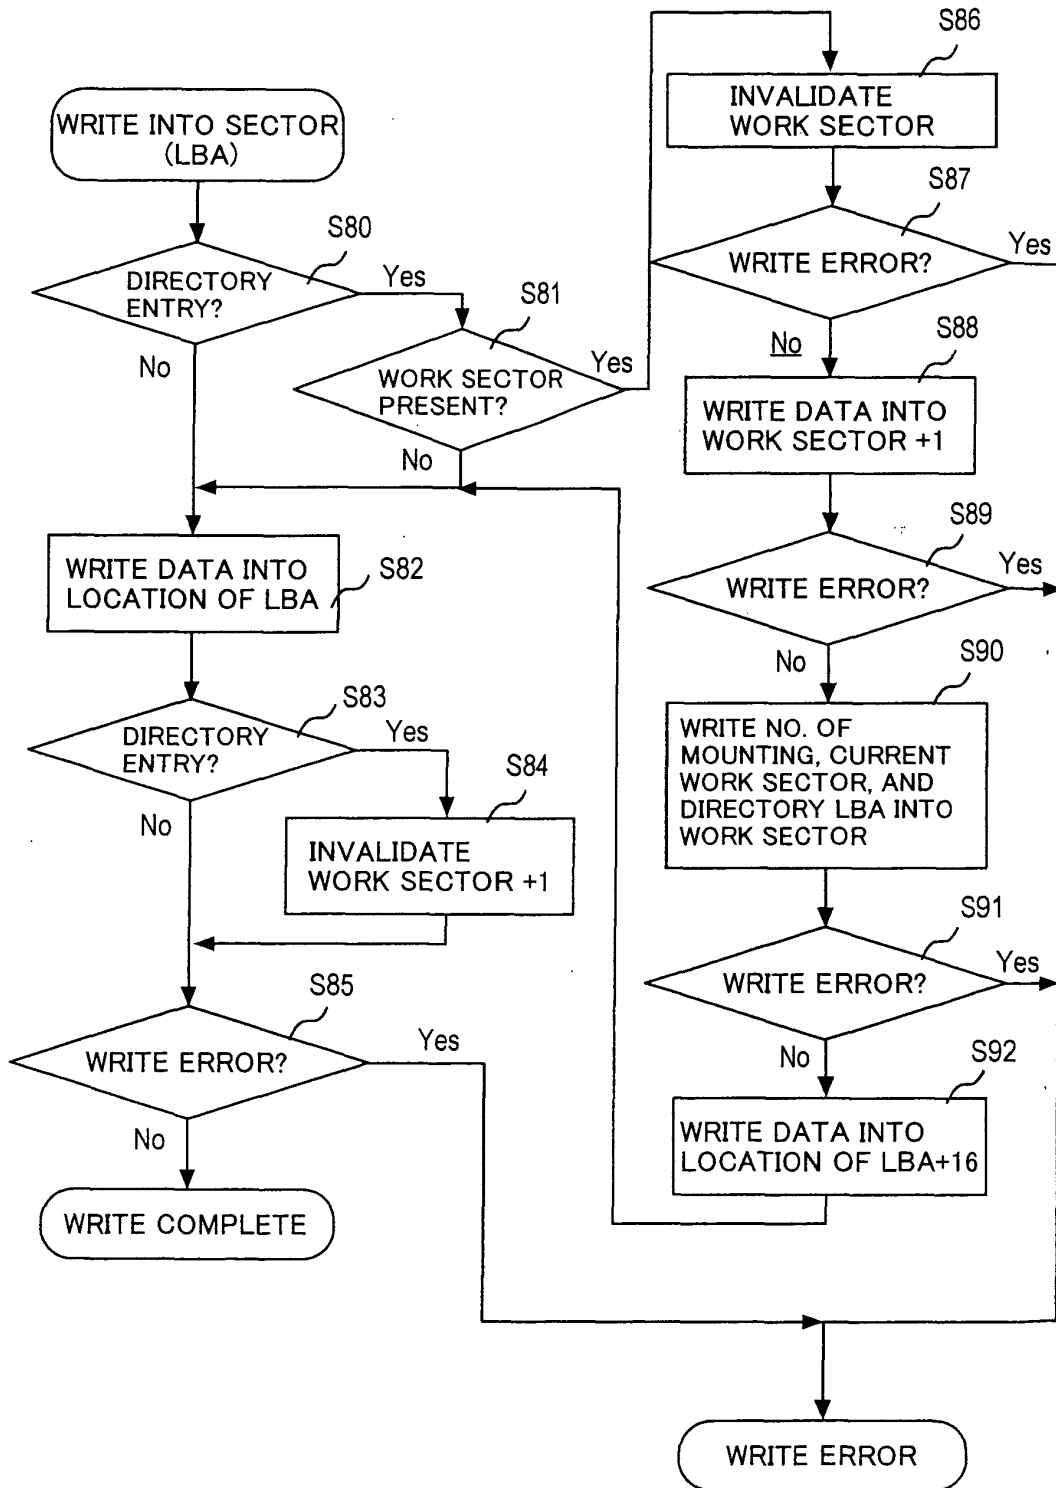 WRITE INTO SECTOR
(LBA)
S80
DIRECTORY
ENTRY?
Yes
No
S81
WORK SECTOR
PRESENT?
Yes
No
S82
WRITE DATA INTO
LOCATION OF LBA
S83
DIRECTORY
ENTRY?
Yes
No
S84
INVALIDATE
WORK SECTOR +1
S85
WRITE ERROR?
Yes
No
WRITE COMPLETE
S86
INVALIDATE
WORK SECTOR
S87
WRITE ERROR?
Yes
No
S88
WRITE DATA INTO
WORK SECTOR +1
S89
WRITE ERROR?
Yes
No
S90
WRITE NO. OF
MOUNTING, CURRENT
WORK SECTOR, AND
DIRECTORY LBA INTO
WORK SECTOR
S91
WRITE ERROR?
Yes
No
S92
WRITE DATA INTO
LOCATION OF LBA+16
WRITE ERROR